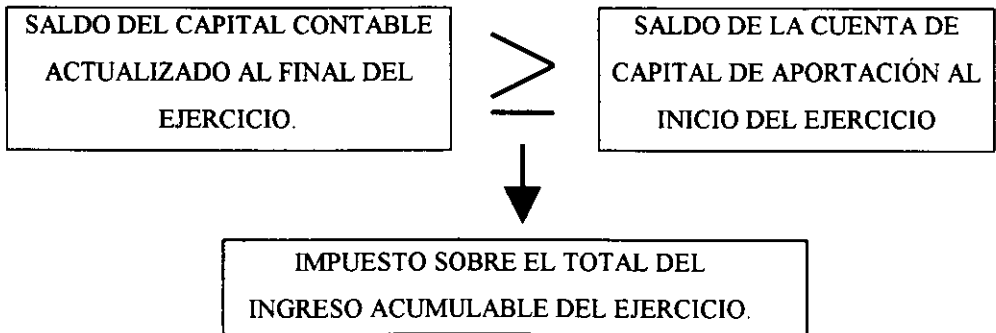 SALDO DEL CAPITAL CONTABLE
ACTUALIZADO AL FINAL DEL
EJERCICIO.
≥
SALDO DE LA CUENTA DE
CAPITAL DE APORTACIÓN AL
INICIO DEL EJERCICIO
IMPUESTO SOBRE EL TOTAL DEL
INGRESO ACUMULABLE DEL EJERCICIO.